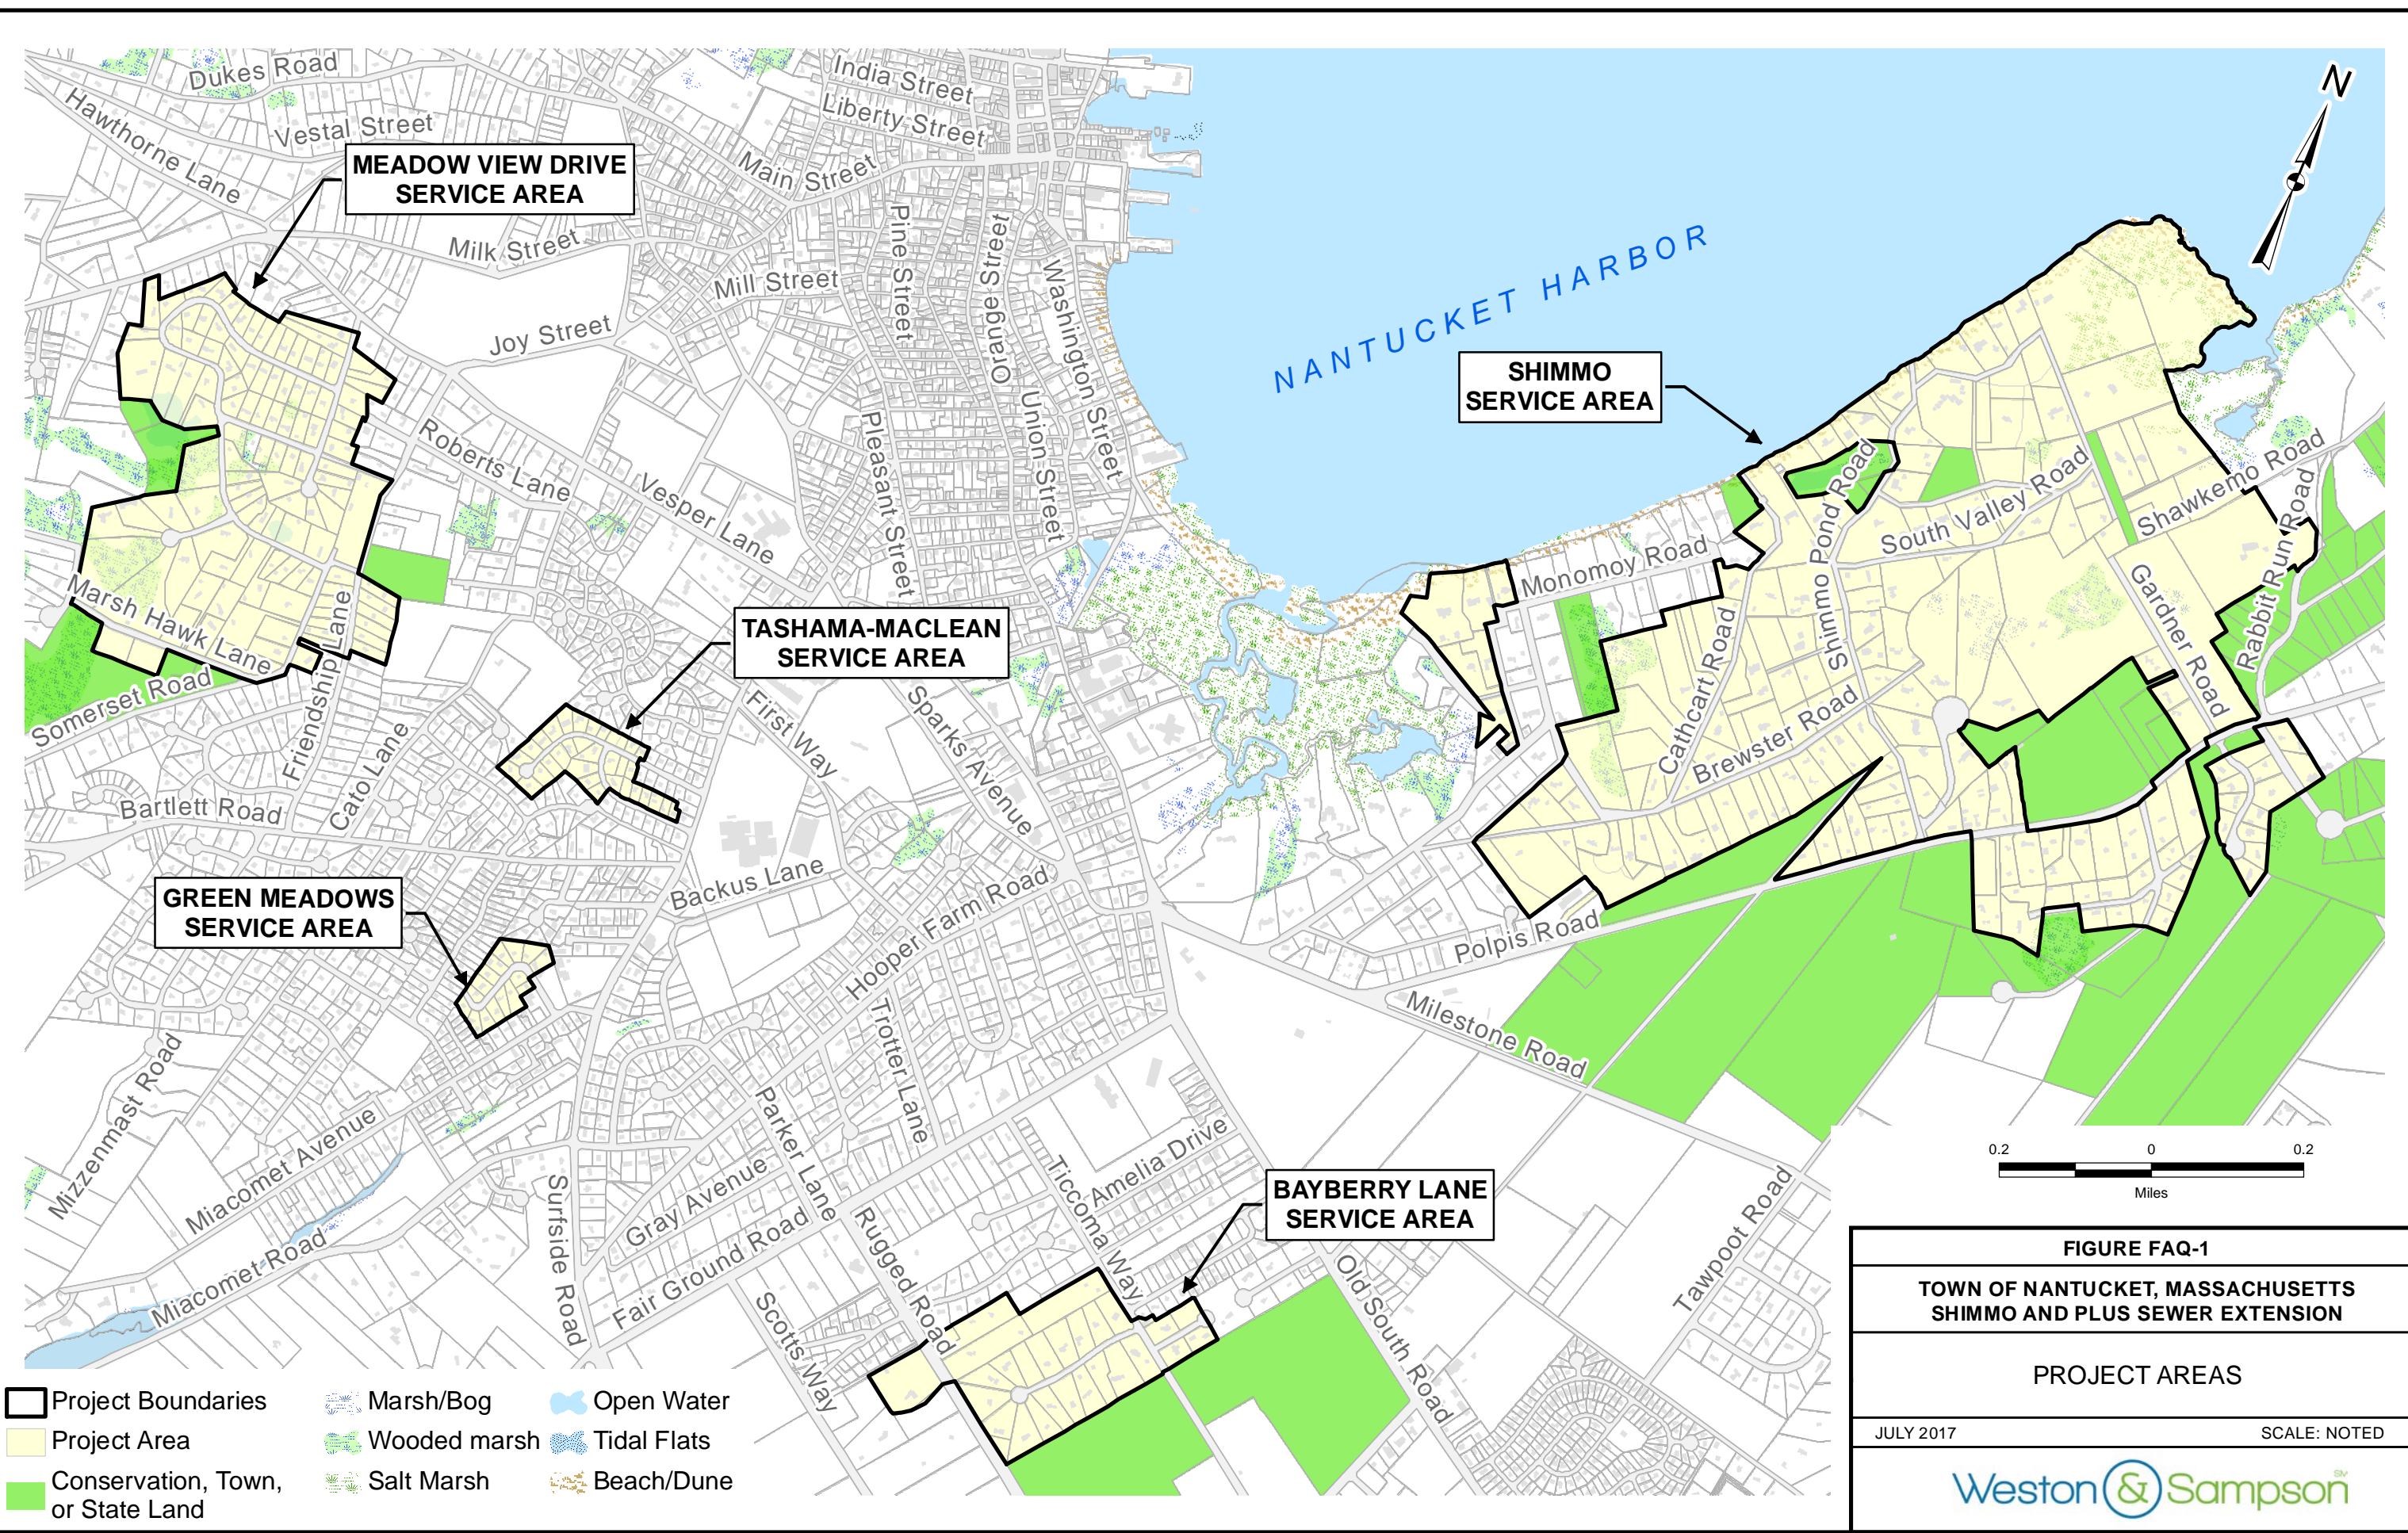 Dukes Road
India Street
Liberty Street
Hawthorne Lane
Vestal Street
Main Street
N
MEADOW VIEW DRIVE
SERVICE AREA
Milk Street
Mill Street
Pine Street
Orange Street
Washington Street
NANTUCKET HARBOR
Joy Street
SHIMMO
SERVICE AREA
Roberts Lane
Vesper Lane
Pleasant Street
Union Street
Shimmo Pond Road
South Valley Road
Shawkemo Road
Rabbit Run Road
Monomoy Road
Gardner Road
Marsh Hawk Lane
Friendship Lane
Somerset Road
TASHAMA-MACLEAN
SERVICE AREA
First Way
Sparks Avenue
Cathcart Road
Brewster Road
Cato Lane
Bartlett Road
Backus Lane
GREEN MEADOWS
SERVICE AREA
Hooper Farm Road
Polpis Road
Milestone Road
Trotter Lane
Mizzenmast Road
Miacomet Avenue
Parker Lane
Amelia Drive
Ticcoma Way
Gray Avenue
Surfside Road
Miacomet Road
Fair Ground Road
Rugged Road
Scotts Way
BAYBERRY LANE
SERVICE AREA
Old South Road
Tawpoot Road
0.2 0 0.2
Miles
Project Boundaries
Project Area
Conservation, Town,
or State Land
Marsh/Bog
Wooded marsh
Salt Marsh
Open Water
Tidal Flats
Beach/Dune
FIGURE FAQ-1
TOWN OF NANTUCKET, MASSACHUSETTS
SHIMMO AND PLUS SEWER EXTENSION
PROJECT AREAS
JULY 2017 SCALE: NOTED
Weston & Sampson SM